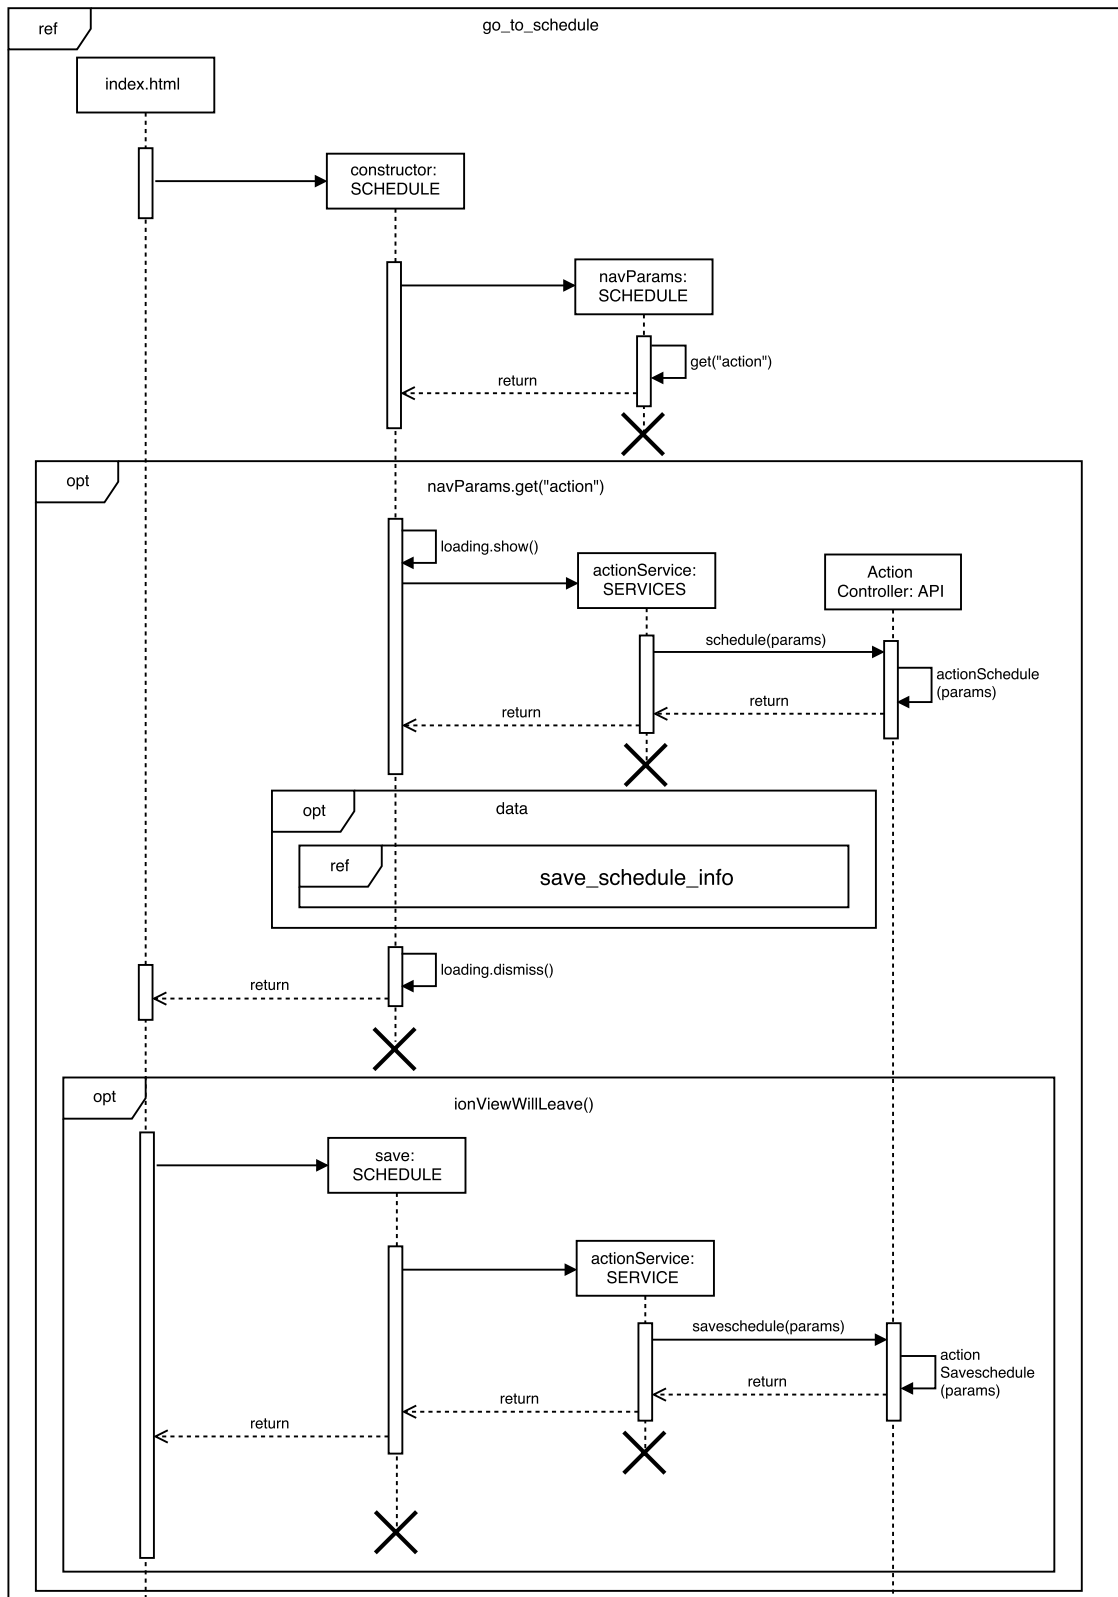 ref
go_to_schedule
index.html
constructor:
SCHEDULE
navParams:
SCHEDULE
get("action")
return
opt
navParams.get("action")
loading.show()
actionService:
SERVICES
Action
Controller: API
schedule(params)
actionSchedule
(params)
return
return
opt
data
ref
save_schedule_info
loading.dismiss()
return
opt
ionViewWillLeave()
save:
SCHEDULE
actionService:
SERVICE
saveschedule(params)
action
Saveschedule
(params)
return
return
return